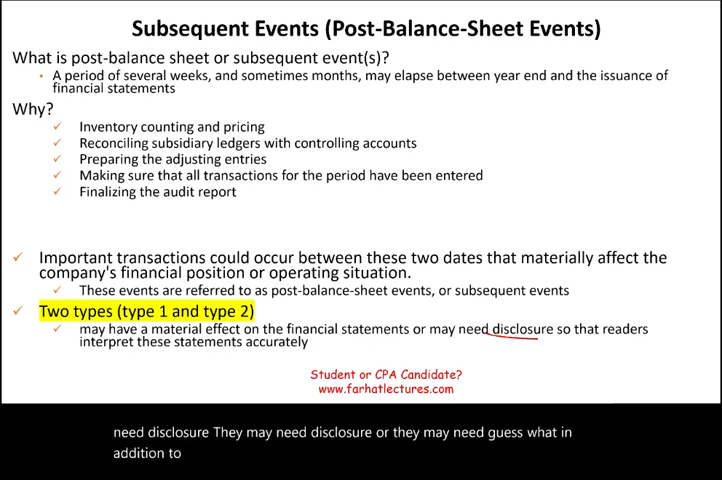 Subsequent Events (Post-Balance-Sheet Events)
What is post-balance sheet or subsequent event(s)?
• A period of several weeks, and sometimes months, may elapse between year end and the issuance of
financial statements
Why?
✓ Inventory counting and pricing
✓ Reconciling subsidiary ledgers with controlling accounts
✓ Preparing the adjusting entries
✓ Making sure that all transactions for the period have been entered
✓ Finalizing the audit report
✓ Important transactions could occur between these two dates that materially affect the
company's financial position or operating situation.
✓ These events are referred to as post-balance-sheet events, or subsequent events
✓ Two types (type 1 and type 2)
✓ may have a material effect on the financial statements or may need disclosure so that readers
interpret these statements accurately
Student or CPA Candidate?
www.farhatlectures.com
need disclosure They may need disclosure or they may need guess what in
addition to